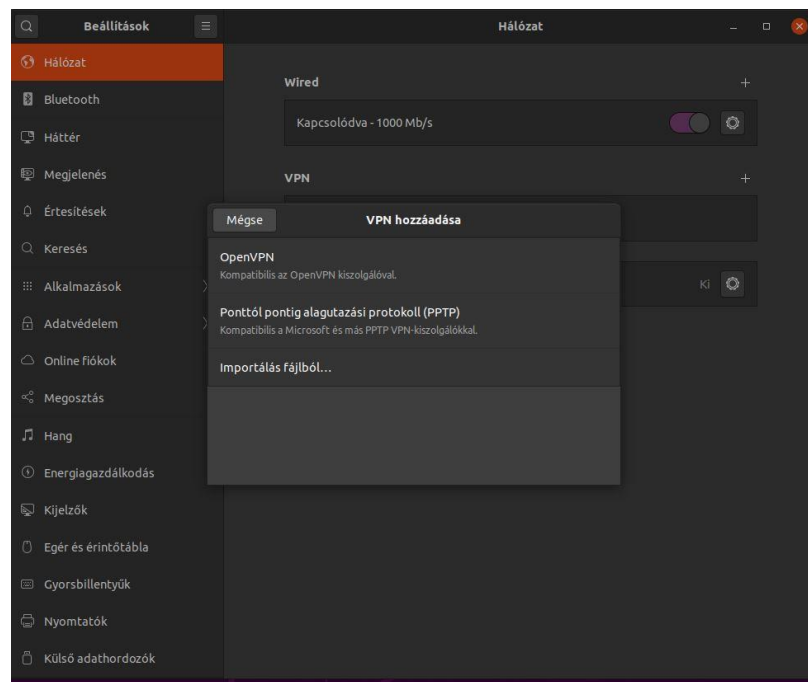 Beállítások
Hálózat
Hálózat
Bluetooth
Háttér
Megjelenés
Értesítések
Keresés
Alkalmazások
Adatvédelem
Online fiókok
Megosztás
Hang
Energiagazdálkodás
Kijelzők
Egér és érintőtábla
Gyorsbillentyűk
Nyomtatók
Külső adathordozók
Wired
Kapcsolódva - 1000 Mb/s
VPN
Ki
Mégse
VPN hozzáadása
OpenVPN
Kompatibilis az OpenVPN kiszolgálóval.
Ponttól pontig alagutazási protokoll (PPTP)
Kompatibilis a Microsoft és más PPTP VPN-kiszolgálókkal.
Importálás fájlból...